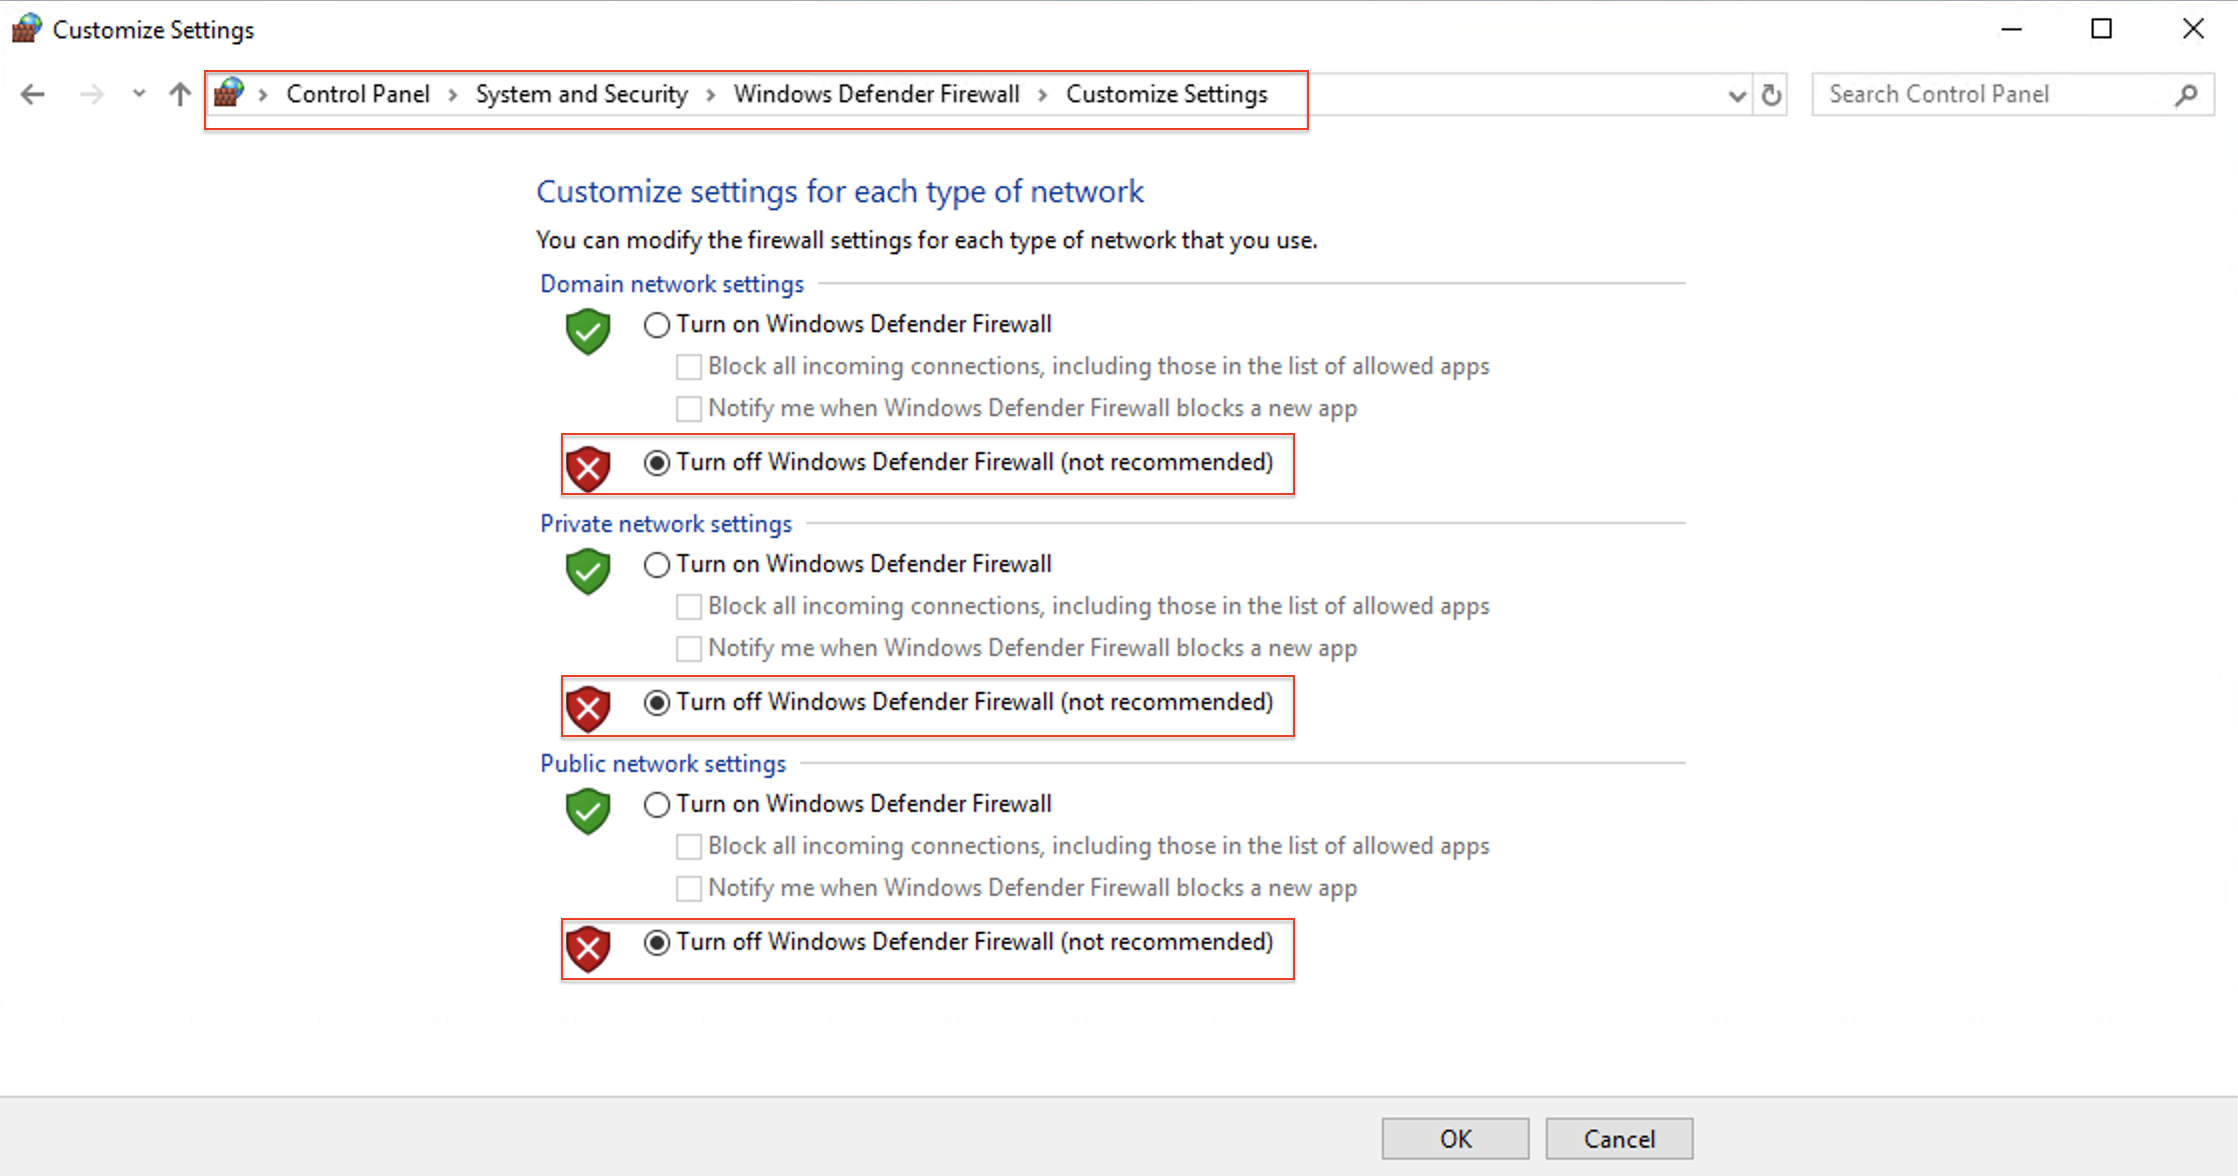 Customize Settings
Control Panel > System and Security > Windows Defender Firewall > Customize Settings
Search Control Panel
Customize settings for each type of network
You can modify the firewall settings for each type of network that you use.
Domain network settings
Turn on Windows Defender Firewall
Block all incoming connections, including those in the list of allowed apps
Notify me when Windows Defender Firewall blocks a new app
Turn off Windows Defender Firewall (not recommended)
Private network settings
Turn on Windows Defender Firewall
Block all incoming connections, including those in the list of allowed apps
Notify me when Windows Defender Firewall blocks a new app
Turn off Windows Defender Firewall (not recommended)
Public network settings
Turn on Windows Defender Firewall
Block all incoming connections, including those in the list of allowed apps
Notify me when Windows Defender Firewall blocks a new app
Turn off Windows Defender Firewall (not recommended)
OK
Cancel